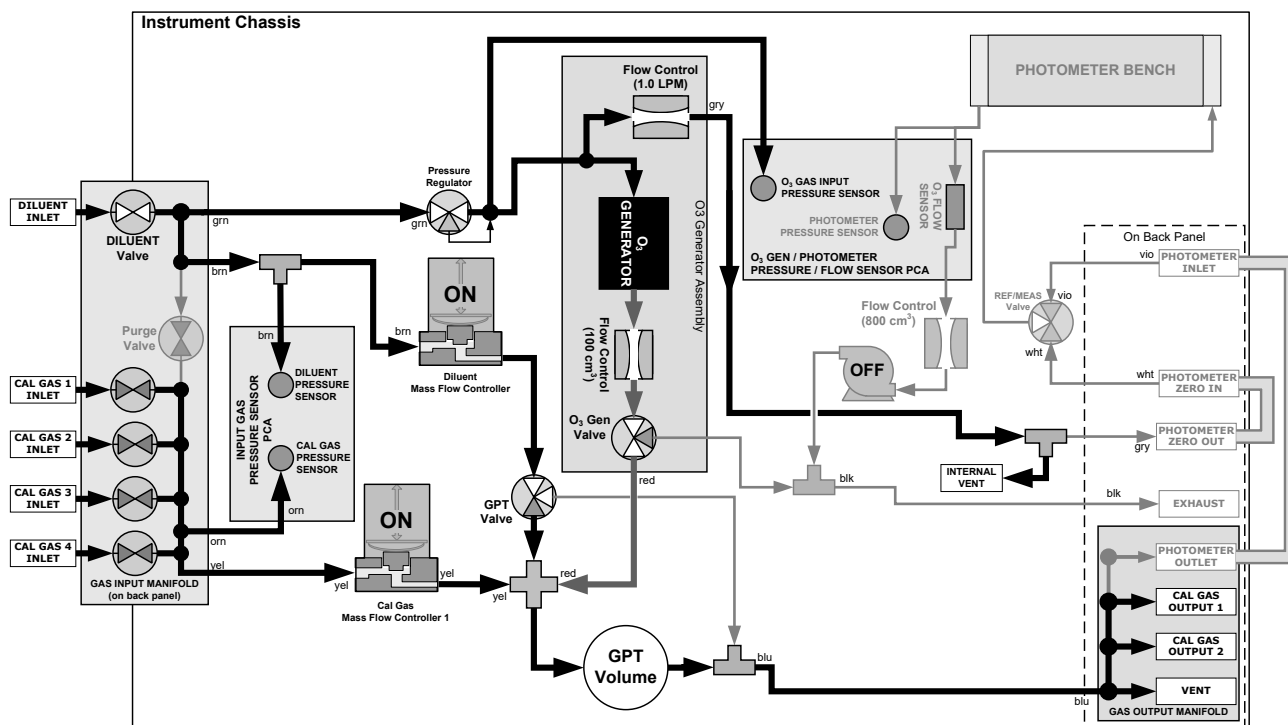 Instrument Chassis
Flow Control
(1.0 LPM)
gry
PHOTOMETER BENCH
Pressure
Regulator
O3 GAS INPUT
PRESSURE SENSOR
PHOTOMETER
PRESSURE SENSOR
O3 FLOW
SENSOR
O3 GEN / PHOTOMETER
PRESSURE / FLOW SENSOR PCA
DILUENT
INLET
DILUENT
Valve
grn
grn
O3
GENERATOR
O3 Generator Assembly
On Back Panel
vio
PHOTOMETER
INLET
brn
ON
Purge
Valve
brn
brn
DILUENT
PRESSURE
SENSOR
INPUT GAS
PRESSURE SENSOR
PCA
CAL GAS
PRESSURE
SENSOR
Diluent
Mass Flow Controller
Flow Control
(100 cm3)
Flow Control
(800 cm3)
OFF
REF/MEAS
Valve
vio
wht
wht
PHOTOMETER
ZERO IN
CAL GAS 1
INLET
CAL GAS 2
INLET
CAL GAS 3
INLET
CAL GAS 4
INLET
O3 Gen
Valve
PHOTOMETER
ZERO OUT
gry
INTERNAL
VENT
red
blk
blk
EXHAUST
orn
orn
ON
GPT
Valve
yel
yel
yel
yel
red
GAS INPUT MANIFOLD
(on back panel)
Cal Gas
Mass Flow Controller 1
PHOTOMETER
OUTLET
CAL GAS
OUTPUT 1
CAL GAS
OUTPUT 2
VENT
GPT
Volume
blu
blu
GAS OUTPUT MANIFOLD